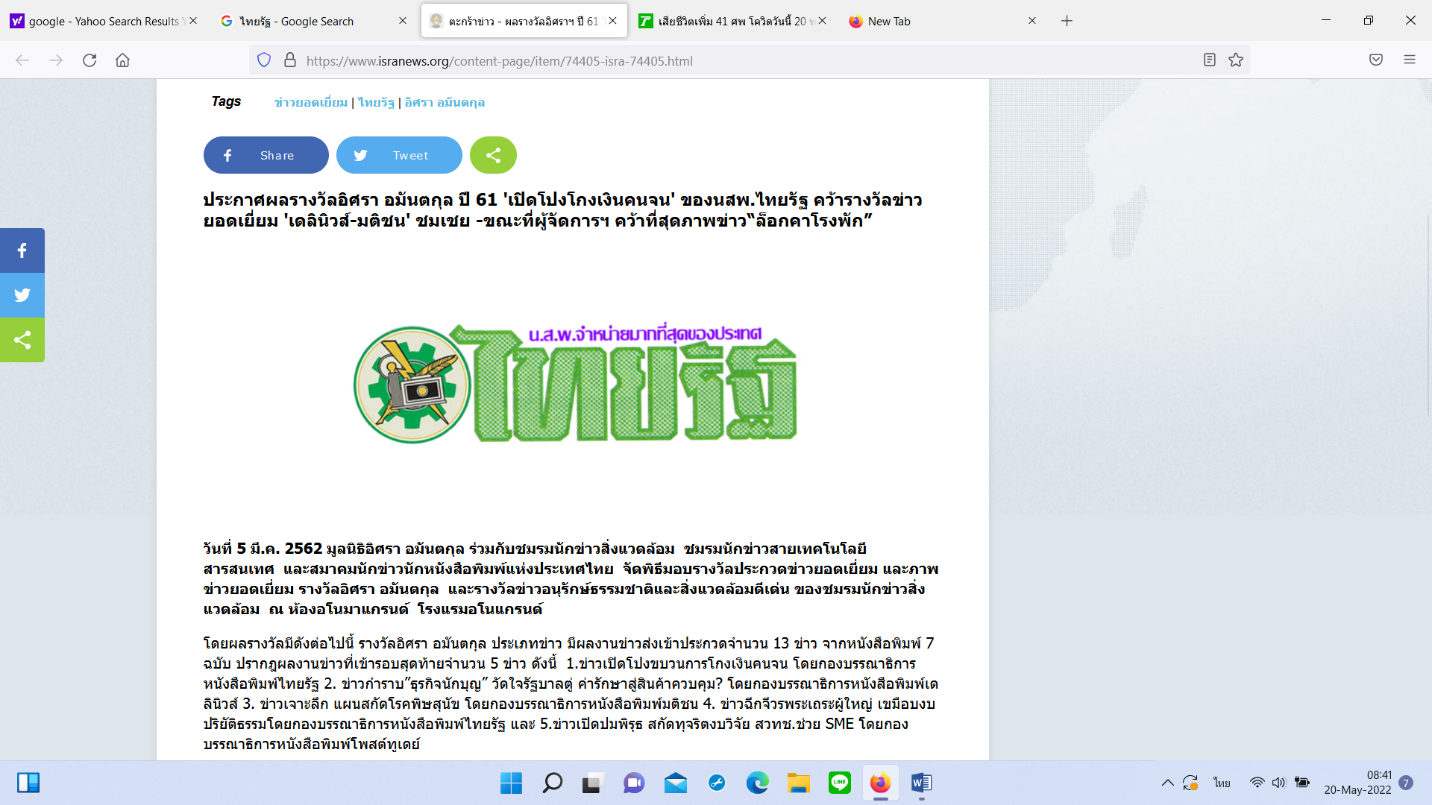 google - Yahoo Search Results Y
ไทยรัฐ - Google Search
ตะกร้าข่าว - ผลรางวัลอิศราฯ ปี 61
เสียชีวิตเพิ่ม 41 ศพ โควิดวันนี้ 20 พ
New Tab
https://www.isranews.org/content-page/item/74405-isra-74405.html
Tags ข่าวยอดเยี่ยม | ไทยรัฐ | อิศรา อมันตกุล
Share
Tweet
ประกาศผลรางวัลอิศรา อมันตกุล ปี 61 'เปิดโปงโกงเงินคนจน' ของนสพ.ไทยรัฐ คว้ารางวัลข่าว
ยอดเยี่ยม 'เดลินิวส์-มติชน' ชมเชย -ขณะที่ผู้จัดการฯ คว้าที่สุดภาพข่าว“ล็อกคาโรงพัก”
น.ส.พ.จำหน่ายมากที่สุดของประเทศ
ไทยรัฐ
วันที่ 5 มี.ค. 2562 มูลนิธิอิศรา อมันตกุล ร่วมกับชมรมนักข่าวสิ่งแวดล้อม ชมรมนักข่าวสายเทคโนโลยี
สารสนเทศ และสมาคมนักข่าวนักหนังสือพิมพ์แห่งประเทศไทย จัดพิธีมอบรางวัลประกวดข่าวยอดเยี่ยม และภาพ
ข่าวยอดเยี่ยม รางวัลอิศรา อมันตกุล และรางวัลข่าวอนุรักษ์ธรรมชาติและสิ่งแวดล้อมดีเด่น ของชมรมนักข่าวสิ่ง
แวดล้อม ณ ห้องอโนมาแกรนด์ โรงแรมอโนแกรนด์
โดยผลรางวัลมีดังต่อไปนี้ รางวัลอิศรา อมันตกุล ประเภทข่าว มีผลงานข่าวส่งเข้าประกวดจำนวน 13 ข่าว จากหนังสือพิมพ์ 7
ฉบับ ปรากฎผลงานข่าวที่เข้ารอบสุดท้ายจำนวน 5 ข่าว ดังนี้ 1.ข่าวเปิดโปงขบวนการโกงเงินคนจน โดยกองบรรณาธิการ
หนังสือพิมพ์ไทยรัฐ 2. ข่าวกำราบ”ธุรกิจนักบุญ” วัดใจรัฐบาลตู่ ค่ารักษาสู่สินค้าควบคุม? โดยกองบรรณาธิการหนังสือพิมพ์เด
ลินิวส์ 3. ข่าวเจาะลึก แผนสกัดโรคพิษสุนัข โดยกองบรรณาธิการหนังสือพิมพ์มติชน 4. ข่าวฉีกจีวรพระเถระผู้ใหญ่ เขมือบงบ
ปริยัติธรรมโดยกองบรรณาธิการหนังสือพิมพ์ไทยรัฐ และ 5.ข่าวเปิดปมพิรุธ สกัดทุจริตงบวิจัย สวทช.ช่วย SME โดยกอง
บรรณาธิการหนังสือพิมพ์โพสต์ทูเดย์
ไทย
08:41
20-May-2022
7